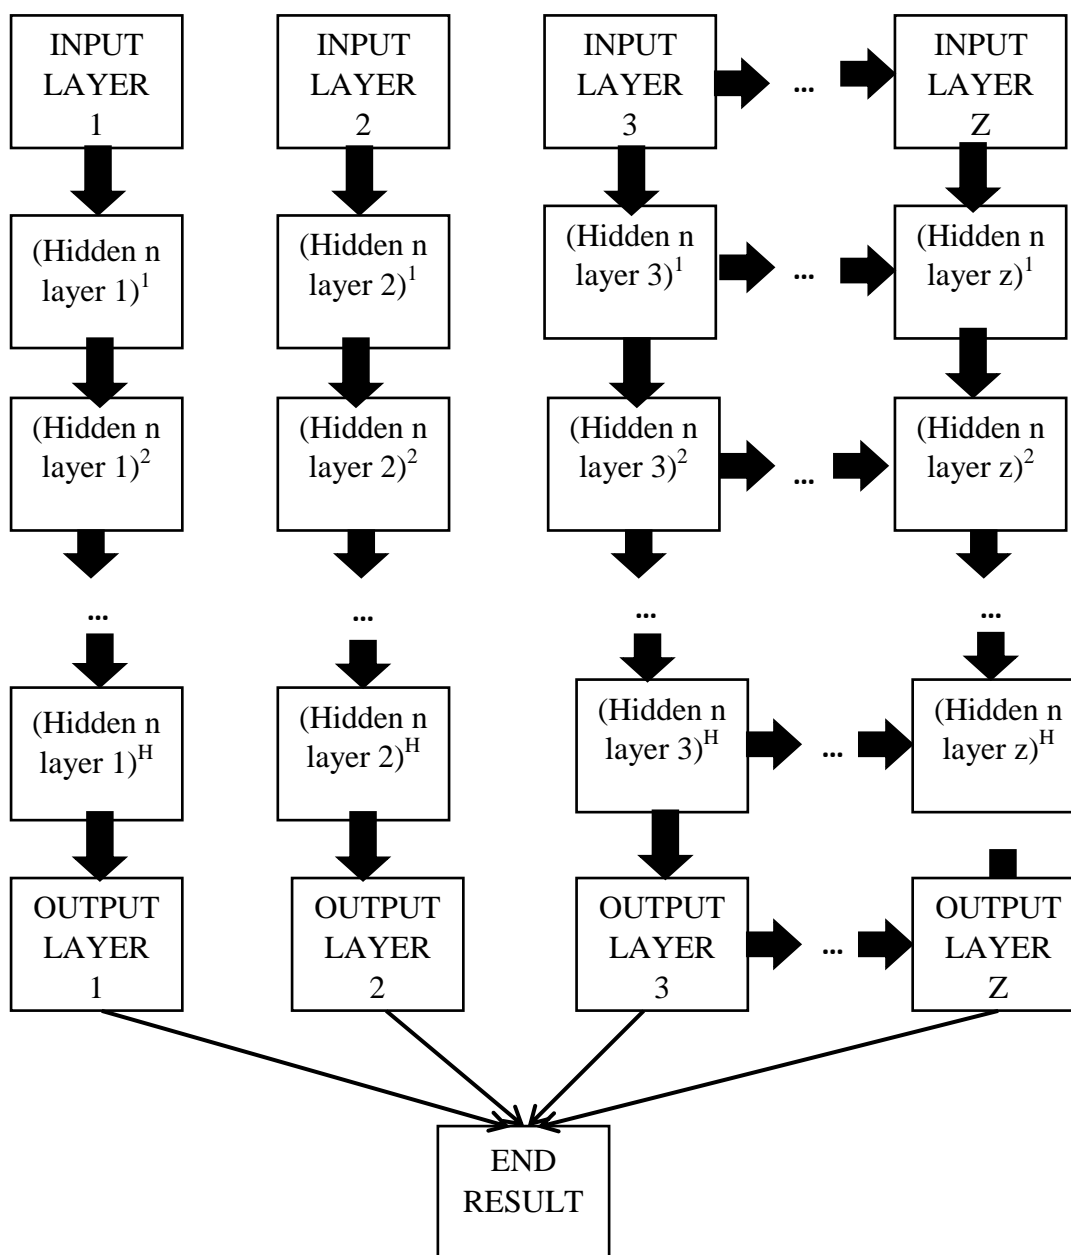 INPUT
LAYER
1
INPUT
LAYER
2
INPUT
LAYER
3
...
INPUT
LAYER
Z
(Hidden n
layer 1)^1
(Hidden n
layer 2)^1
(Hidden n
layer 3)^1
...
(Hidden n
layer z)^1
(Hidden n
layer 1)^2
(Hidden n
layer 2)^2
(Hidden n
layer 3)^2
...
(Hidden n
layer z)^2
...
...
...
...
(Hidden n
layer 1)^H
(Hidden n
layer 2)^H
(Hidden n
layer 3)^H
...
(Hidden n
layer z)^H
OUTPUT
LAYER
1
OUTPUT
LAYER
2
OUTPUT
LAYER
3
...
OUTPUT
LAYER
Z
END
RESULT